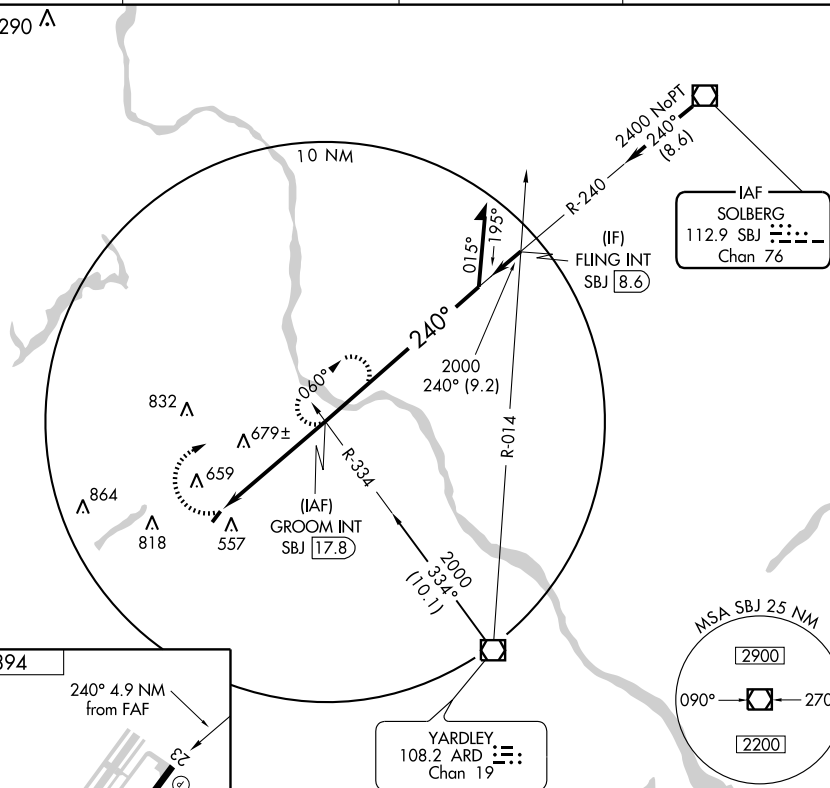 290
10 NM
2400 NoPT
240°
(8.6)
R-240
IAF
SOLBERG
112.9 SBJ
Chan 76
(IF)
FLING INT
SBJ 8.6
015°
195°
240°
2000
240° (9.2)
060°
R-014
R-334
832
679±
659
864
818
557
(IAF)
GROOM INT
SBJ 17.8
2000
334°
(10.1)
MSA SBJ 25 NM
2900
090°
270
2200
394
240° 4.9 NM
from FAF
23
P
YARDLEY
108.2 ARD
Chan 19